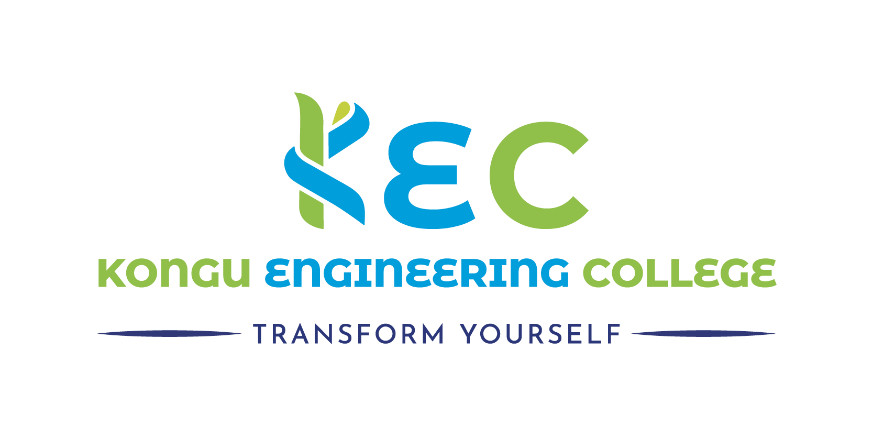 KEC
KONGU ENGINEERING COLLEGE
TRANSFORM YOURSELF